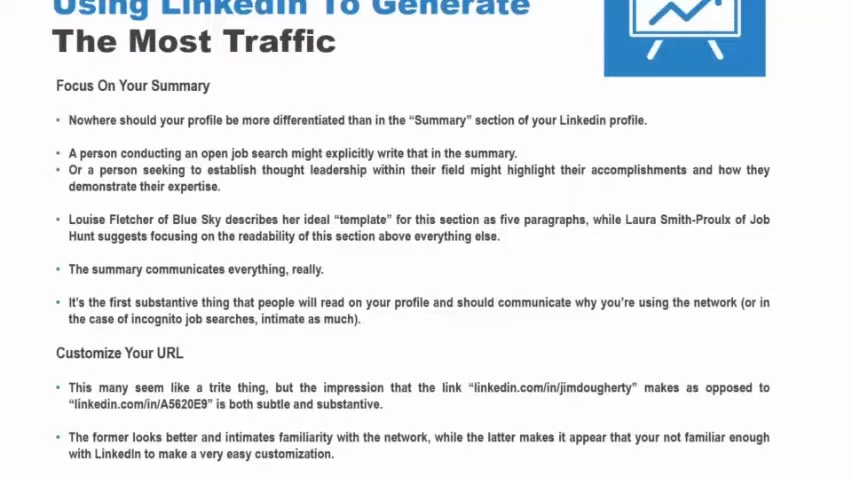 Using LinkedIn To Generate
The Most Traffic
Focus On Your Summary
• Nowhere should your profile be more differentiated than in the “Summary” section of your Linkedin profile.
• A person conducting an open job search might explicitly write that in the summary.
• Or a person seeking to establish thought leadership within their field might highlight their accomplishments and how they
demonstrate their expertise.
• Louise Fletcher of Blue Sky describes her ideal “template” for this section as five paragraphs, while Laura Smith-Proulx of Job
Hunt suggests focusing on the readability of this section above everything else.
• The summary communicates everything, really.
• It’s the first substantive thing that people will read on your profile and should communicate why you’re using the network (or in
the case of incognito job searches, intimate as much).
Customize Your URL
• This many seem like a trite thing, but the impression that the link “linkedin.com/in/jimdougherty” makes as opposed to
“linkedin.com/in/A5620E9” is both subtle and substantive.
• The former looks better and intimates familiarity with the network, while the latter makes it appear that your not familiar enough
with LinkedIn to make a very easy customization.